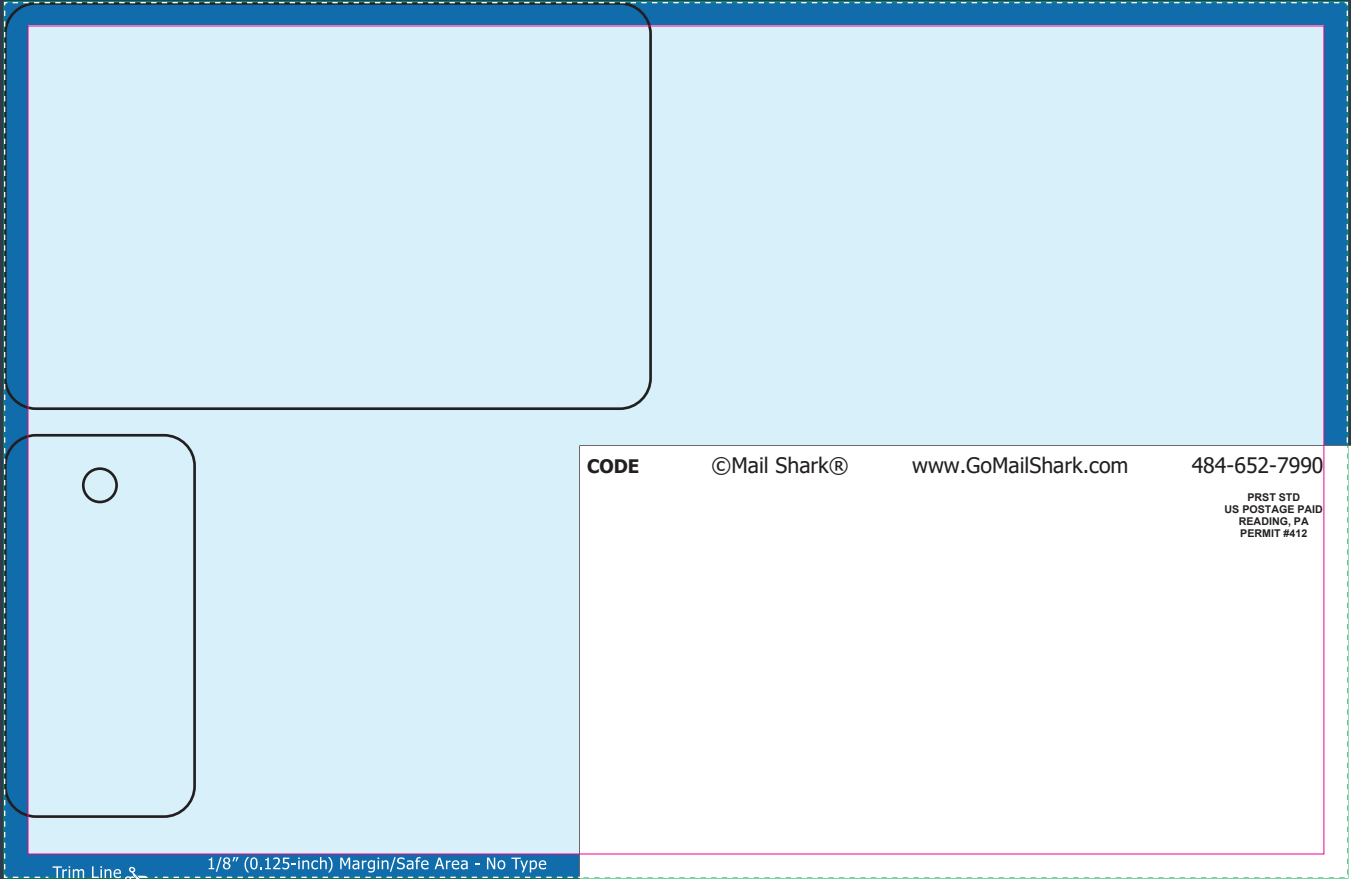 CODE ©Mail Shark® www.GoMailShark.com 484-652-7990
PRST STD
US POSTAGE PAID
READING, PA
PERMIT #412
1/8" (0.125-inch) Margin/Safe Area - No Type
Trim Line